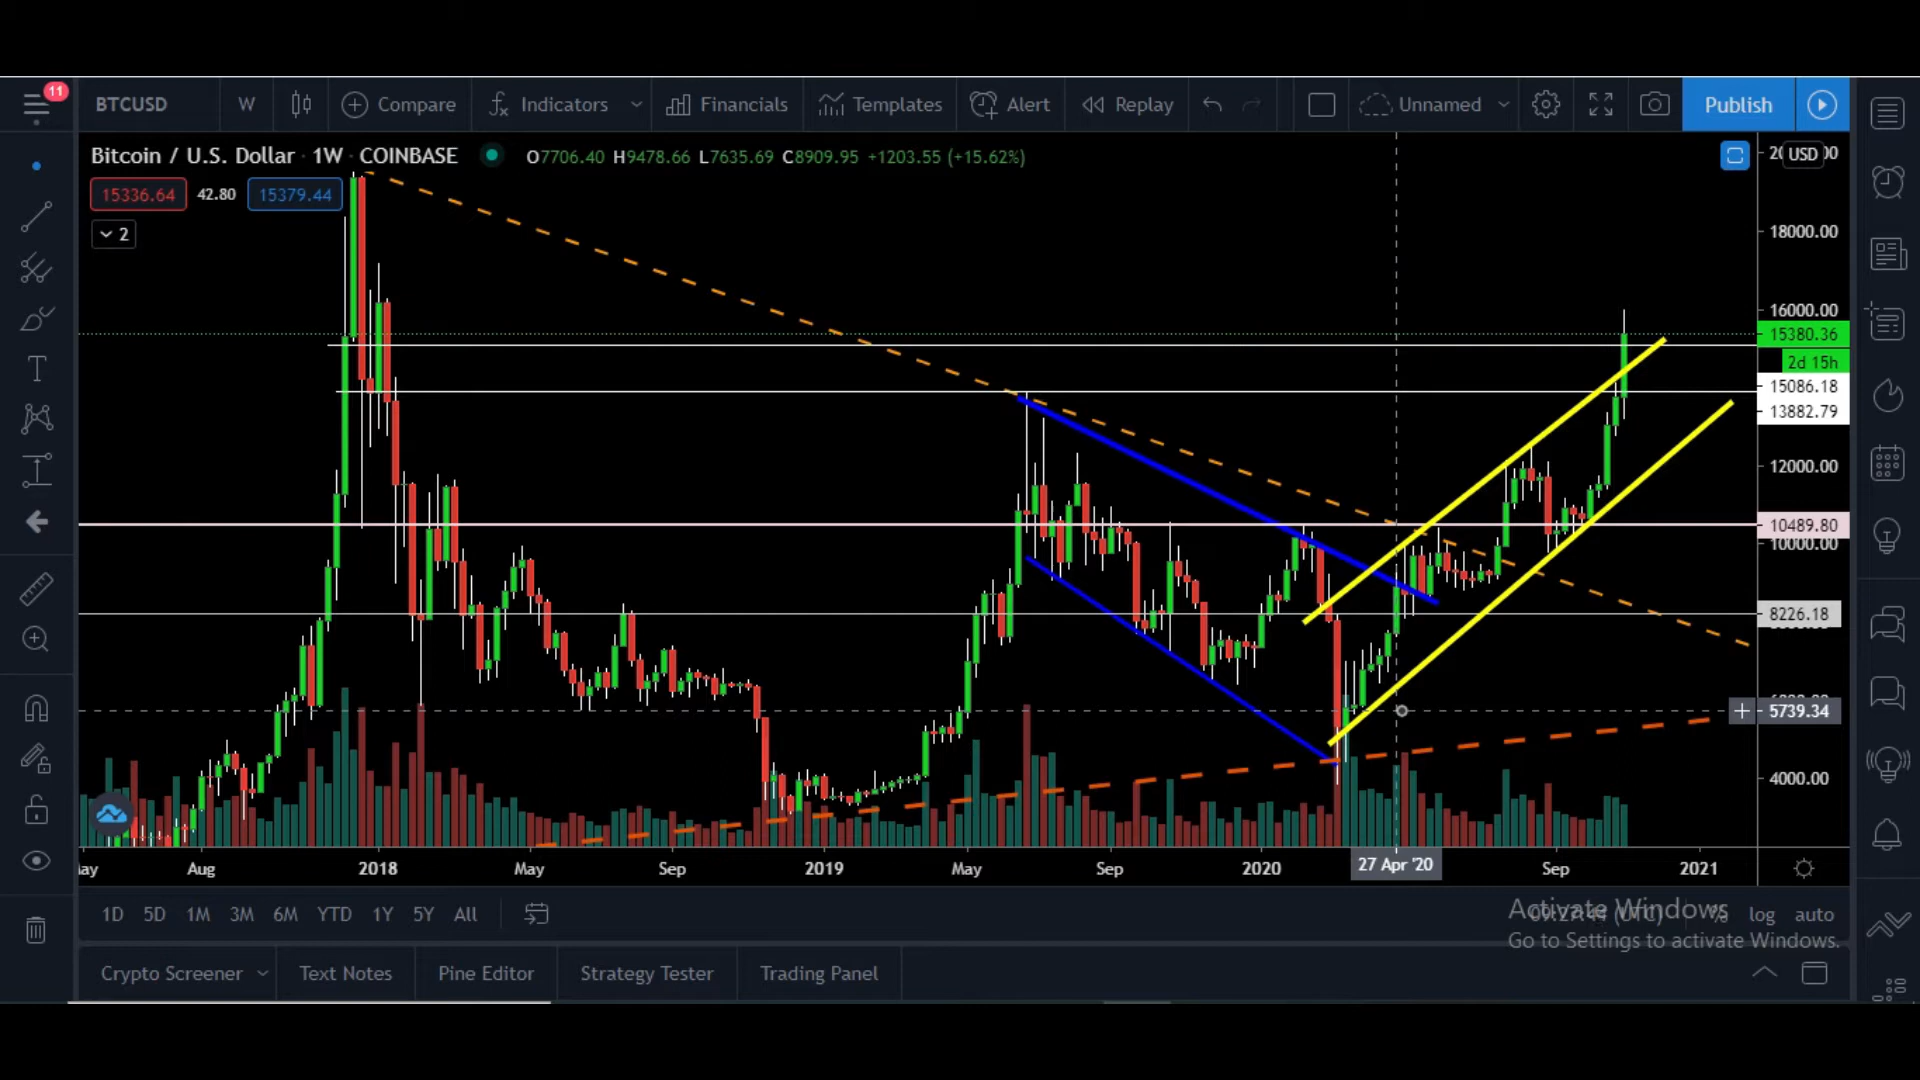 11
BTCUSD W Compare Indicators Financials Templates Alert Replay Unnamed Publish
Bitcoin / U.S. Dollar · 1W · COINBASE O7706.40 H9478.66 L7635.69 C8909.95 +1203.55 (+15.62%)
USD
15336.64 42.80 15379.44
2
18000.00
16000.00
15380.36
2d 15h
15086.18
13882.79
12000.00
10489.80
10000.00
8226.18
5739.34
4000.00
Aug 2018 May Sep 2019 May Sep 2020 27 Apr '20 Sep 2021
1D 5D 1M 3M 6M YTD 1Y 5Y All
% log auto
Activate Windows
Go to Settings to activate Windows.
Crypto Screener Text Notes Pine Editor Strategy Tester Trading Panel